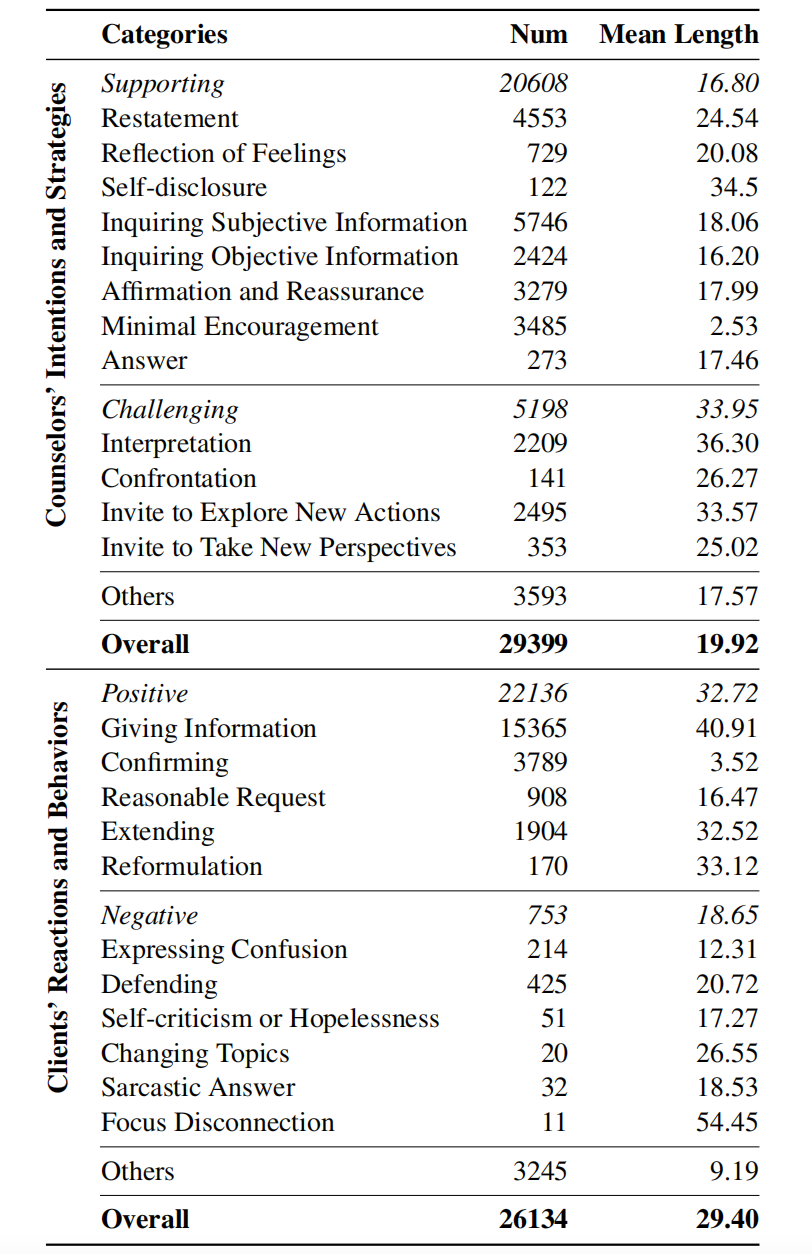 Categories Num Mean Length
Counselors' Intentions and Strategies
Supporting 20608 16.80
Restatement 4553 24.54
Reflection of Feelings 729 20.08
Self-disclosure 122 34.5
Inquiring Subjective Information 5746 18.06
Inquiring Objective Information 2424 16.20
Affirmation and Reassurance 3279 17.99
Minimal Encouragement 3485 2.53
Answer 273 17.46
Challenging 5198 33.95
Interpretation 2209 36.30
Confrontation 141 26.27
Invite to Explore New Actions 2495 33.57
Invite to Take New Perspectives 353 25.02
Others 3593 17.57
Overall 29399 19.92
Clients' Reactions and Behaviors
Positive 22136 32.72
Giving Information 15365 40.91
Confirming 3789 3.52
Reasonable Request 908 16.47
Extending 1904 32.52
Reformulation 170 33.12
Negative 753 18.65
Expressing Confusion 214 12.31
Defending 425 20.72
Self-criticism or Hopelessness 51 17.27
Changing Topics 20 26.55
Sarcastic Answer 32 18.53
Focus Disconnection 11 54.45
Others 3245 9.19
Overall 26134 29.40